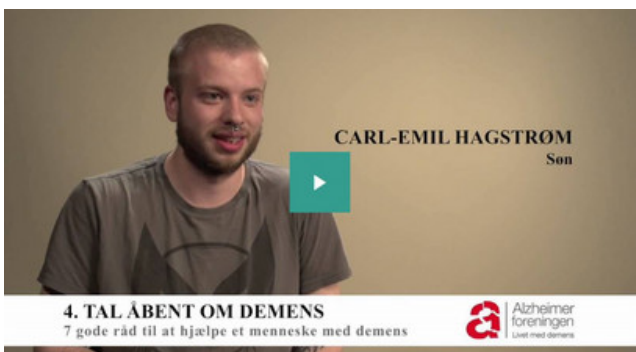 CARL-EMIL HAGSTRØM
Søn
4. TAL ÅBENT OM DEMENS
7 gode råd til at hjælpe et menneske med demens
Alzheimer
foreningen
Livet med demens